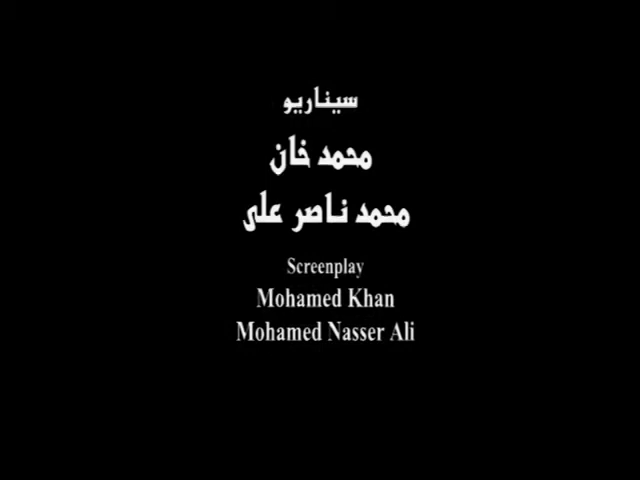 سيناريو
محمد خان
محمد ناصر على
Screenplay
Mohamed Khan
Mohamed Nasser Ali